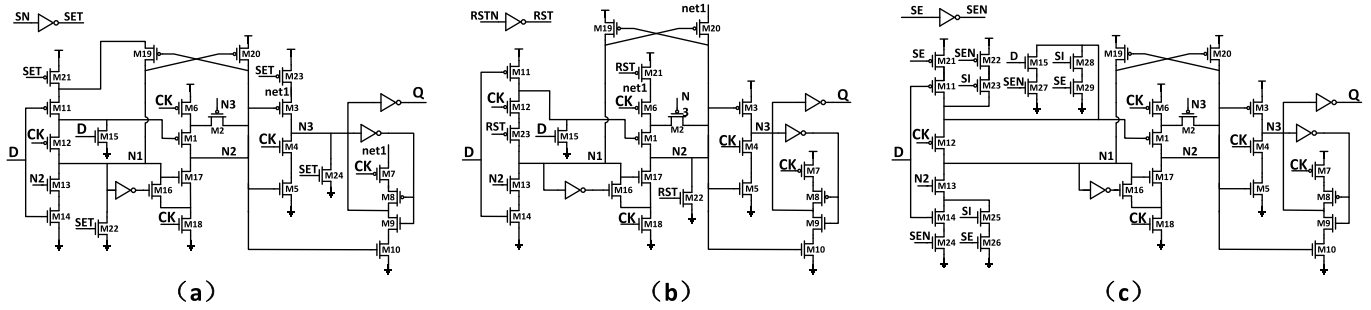 SN SET
SET M21
M19 M20
SET M23
net1
M11 CK M6 N3 M3 Q
CK M12 D M15 M1 M2 CK M4 N3
D N1 N2 net1
N2 M13 M16 M17 SET M24 CK M7
M14 M5 M8
SET M22 CK M18 M9
M10
(a)
RSTN RST
net1
M19 M20
M11 RST M21
net1
CK M12 CK M6 N 3 M3 Q
RST M23 D M15 M1 M2 CK M4 N3
D N1 N2 CK M7
N2 M13 M16 M17 RST M22 M5 M8
M14 CK M18 M9
M10
(b)
SE SEN
SE M21 SEN M22 D M15 SI M28 M19 M20
M11 SI M23 SEN M27 SE M29 CK M6 N3 M3 Q
CK M12 M1 M2 CK M4 N3
D N1 N2 CK M7
N2 M13 M16 M17 M5 M8
M14 SI M25 CK M18 M9
SEN M24 SE M26 M10
(c)